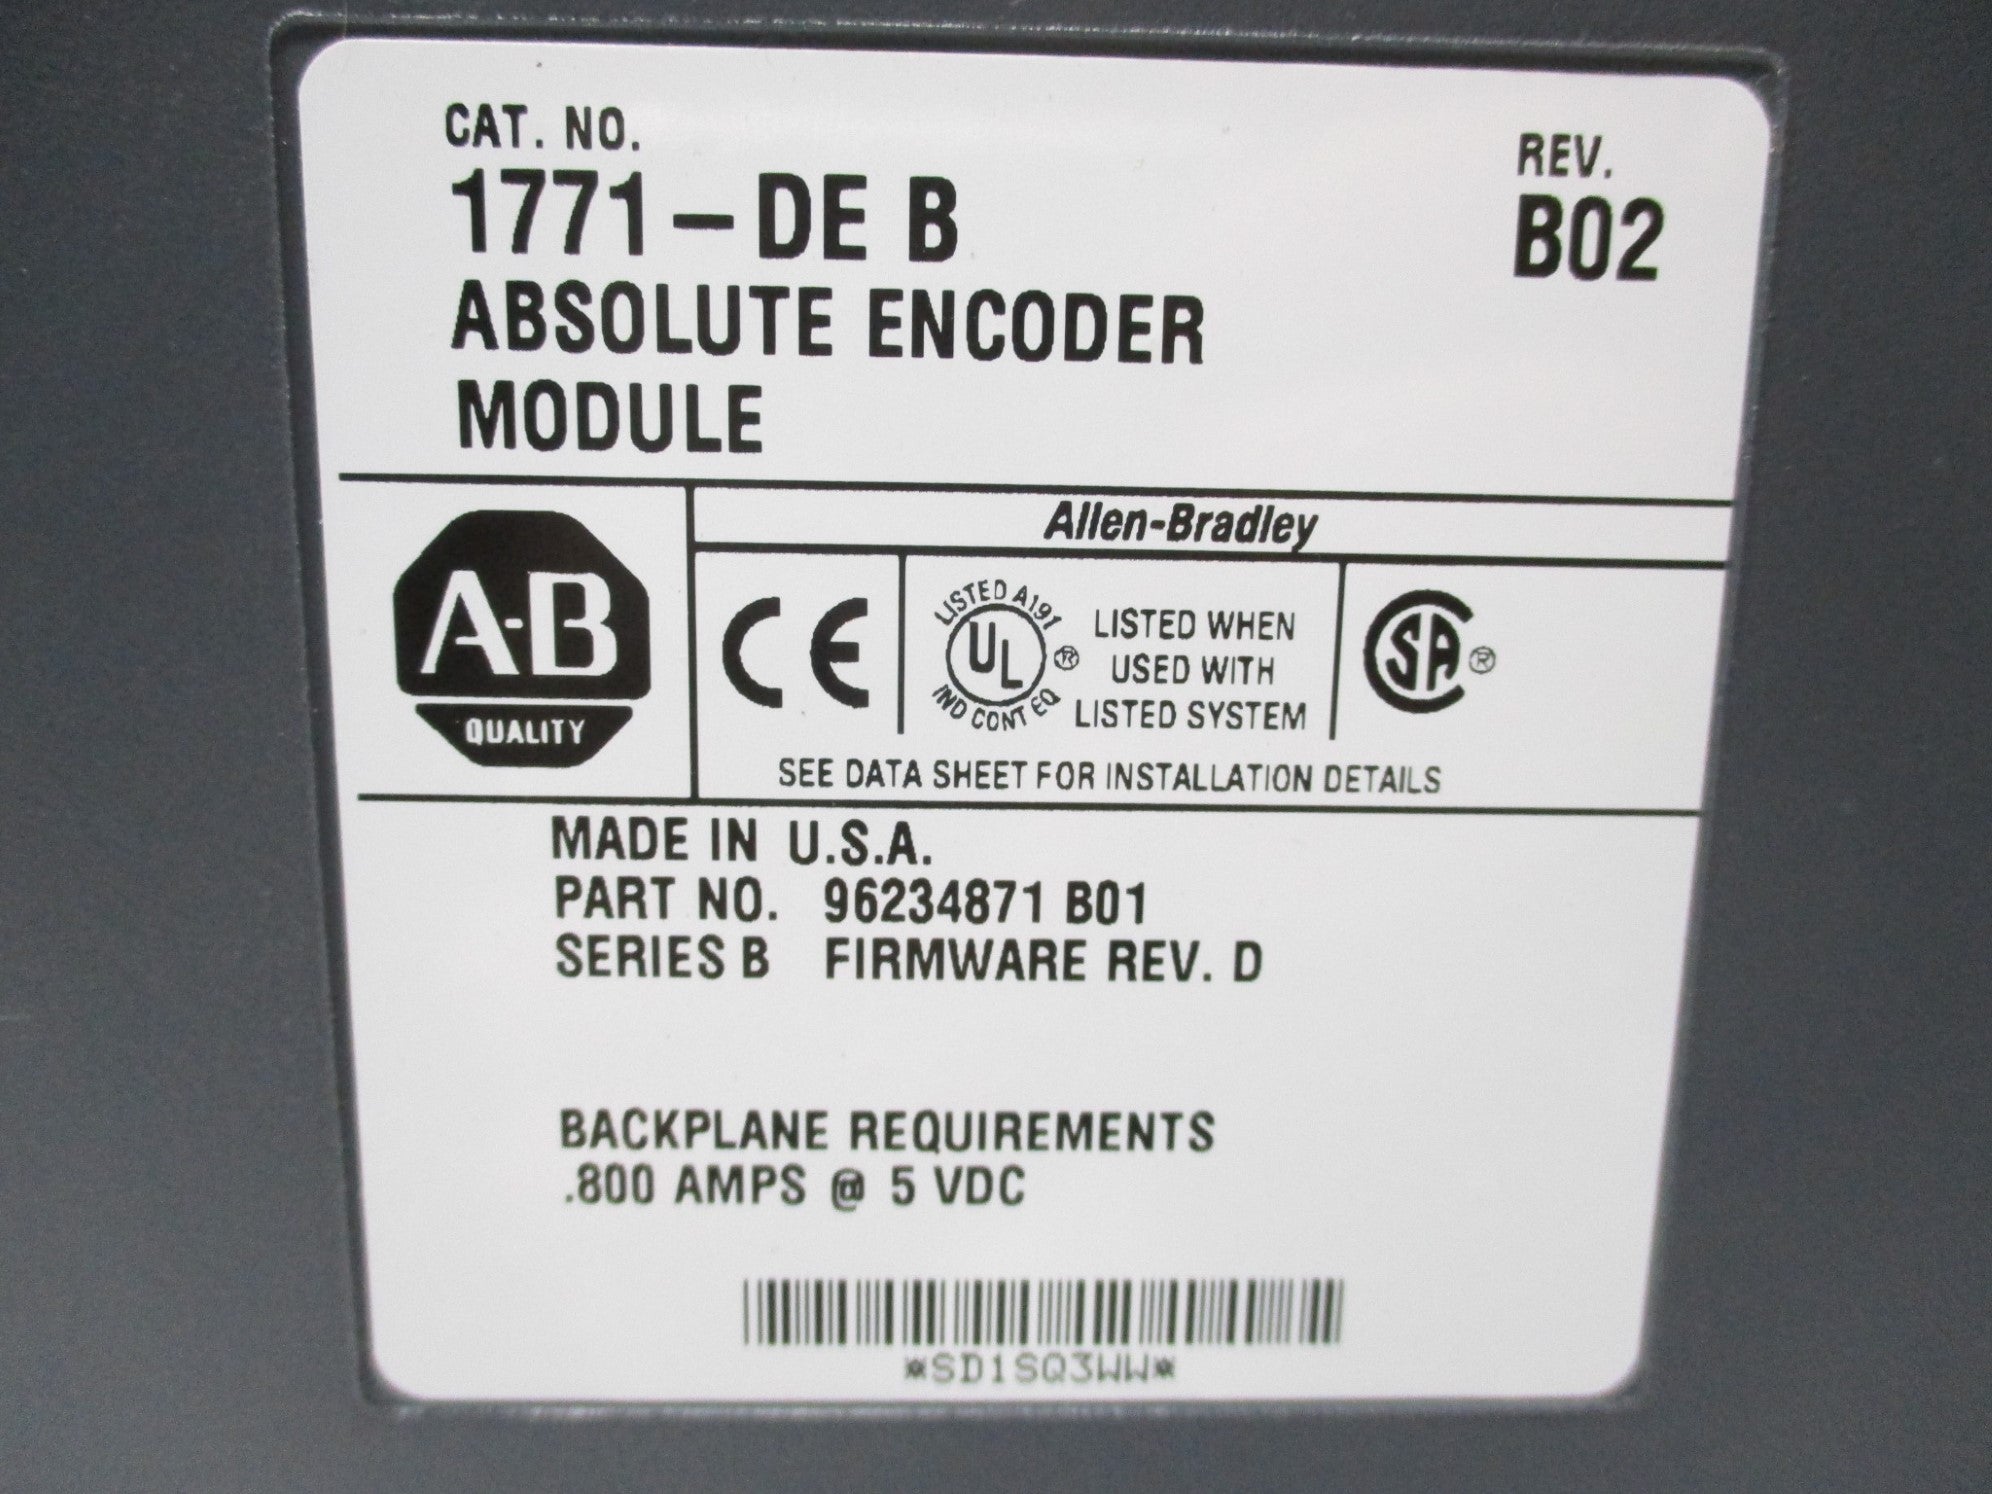 CAT. NO.
1771-DE B
REV.
B02
ABSOLUTE ENCODER
MODULE
A-B
QUALITY
Allen-Bradley
CE
LISTED A191
UL ®
IND CONT EQ
LISTED WHEN
USED WITH
LISTED SYSTEM
SA ®
SEE DATA SHEET FOR INSTALLATION DETAILS
MADE IN U.S.A.
PART NO. 96234871 B01
SERIES B FIRMWARE REV. D
BACKPLANE REQUIREMENTS
.800 AMPS @ 5 VDC
*SD1SQ3WW*